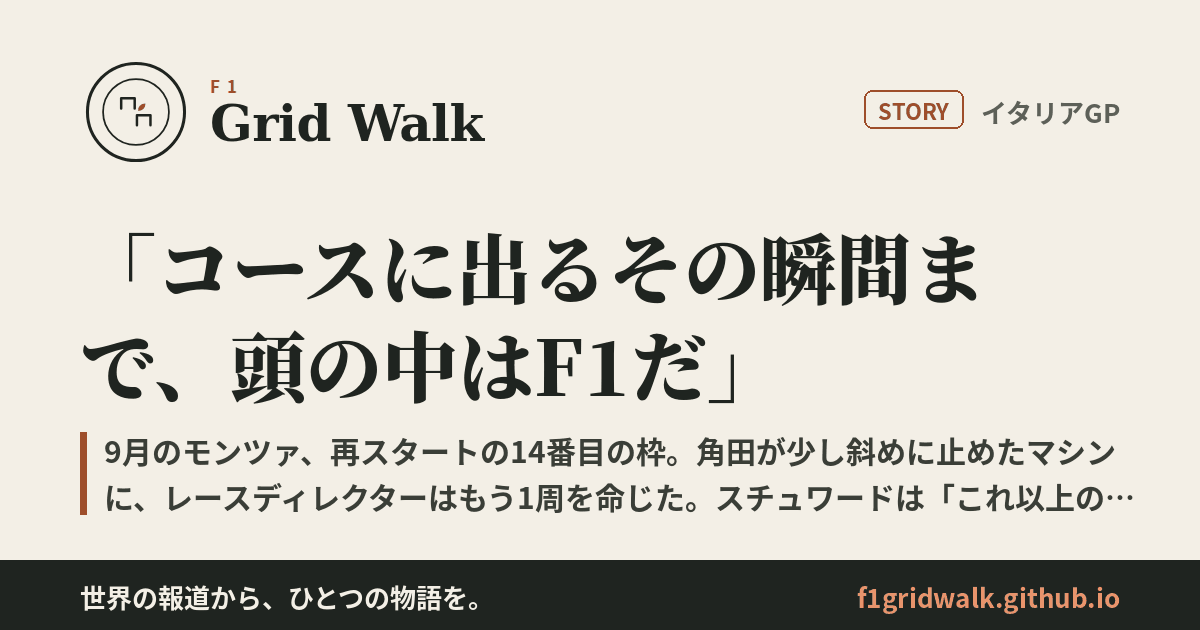 F1
Grid Walk
STORY イタリアGP
「コースに出るその瞬間ま
で、頭の中はF1だ」
9月のモンツァ、再スタートの14番目の枠。角田が少し斜めに止めたマシン
に、レースディレクターはもう1周を命じた。スチュワードは「これ以上の…
世界の報道から、ひとつの物語を。
f1gridwalk.github.io